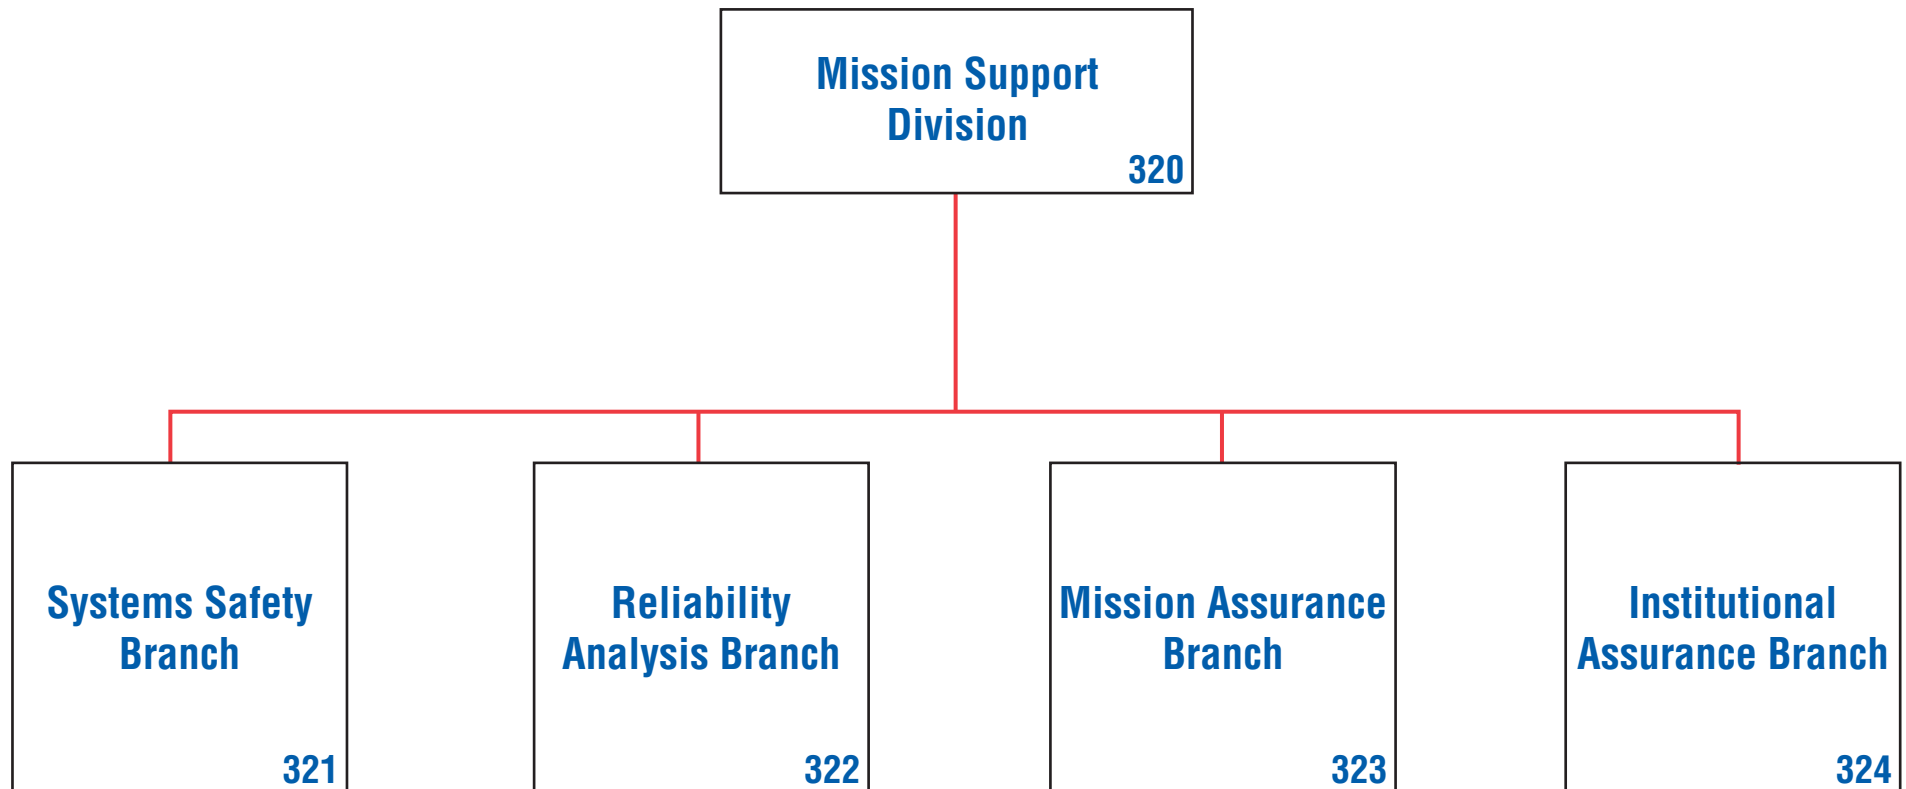 Mission Support
Division
320
Systems Safety
Branch
321
Reliability
Analysis Branch
322
Mission Assurance
Branch
323
Institutional
Assurance Branch
324